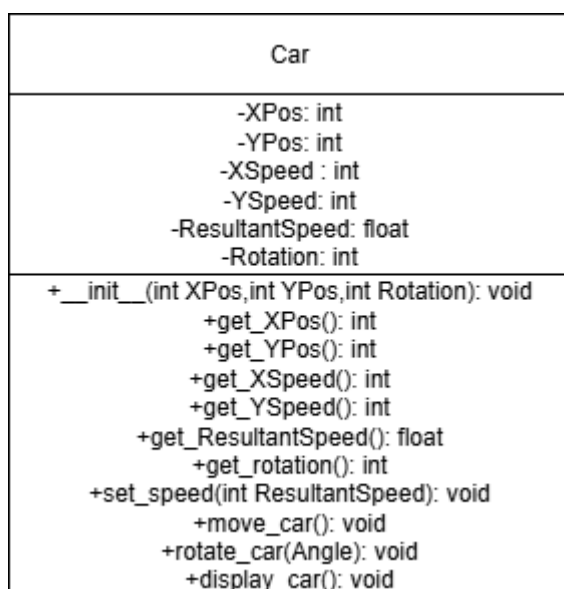 Car
-XPos: int
-YPos: int
-XSpeed : int
-YSpeed: int
-ResultantSpeed: float
-Rotation: int
+__init__(int XPos,int YPos,int Rotation): void
+get_XPos(): int
+get_YPos(): int
+get_XSpeed(): int
+get_YSpeed(): int
+get_ResultantSpeed(): float
+get_rotation(): int
+set_speed(int ResultantSpeed): void
+move_car(): void
+rotate_car(Angle): void
+display_car(): void